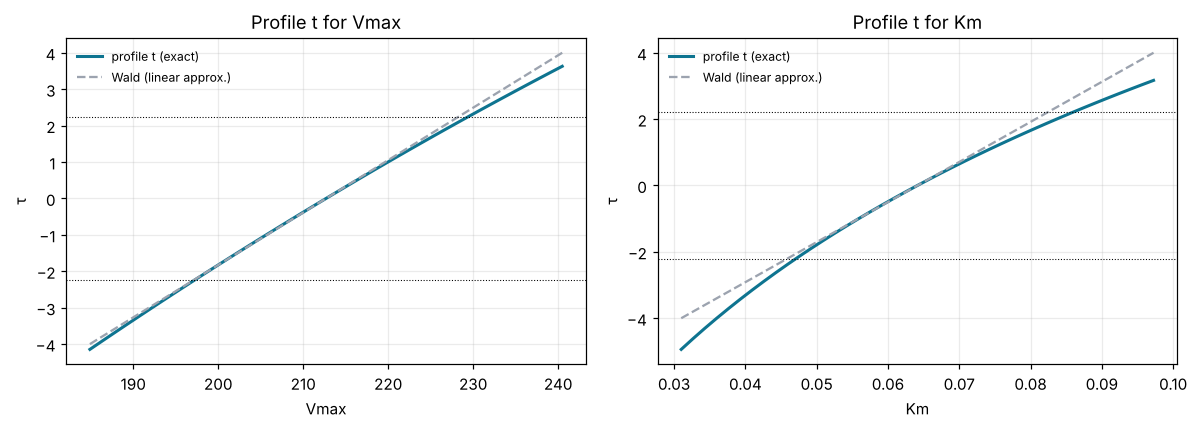 Profile t for Vmax
profile t (exact)
Wald (linear approx.)
4
3
2
1
0
−1
−2
−3
−4
τ
190
200
210
220
230
240
Vmax
Profile t for Km
profile t (exact)
Wald (linear approx.)
4
2
0
−2
−4
τ
0.03
0.04
0.05
0.06
0.07
0.08
0.09
0.10
Km